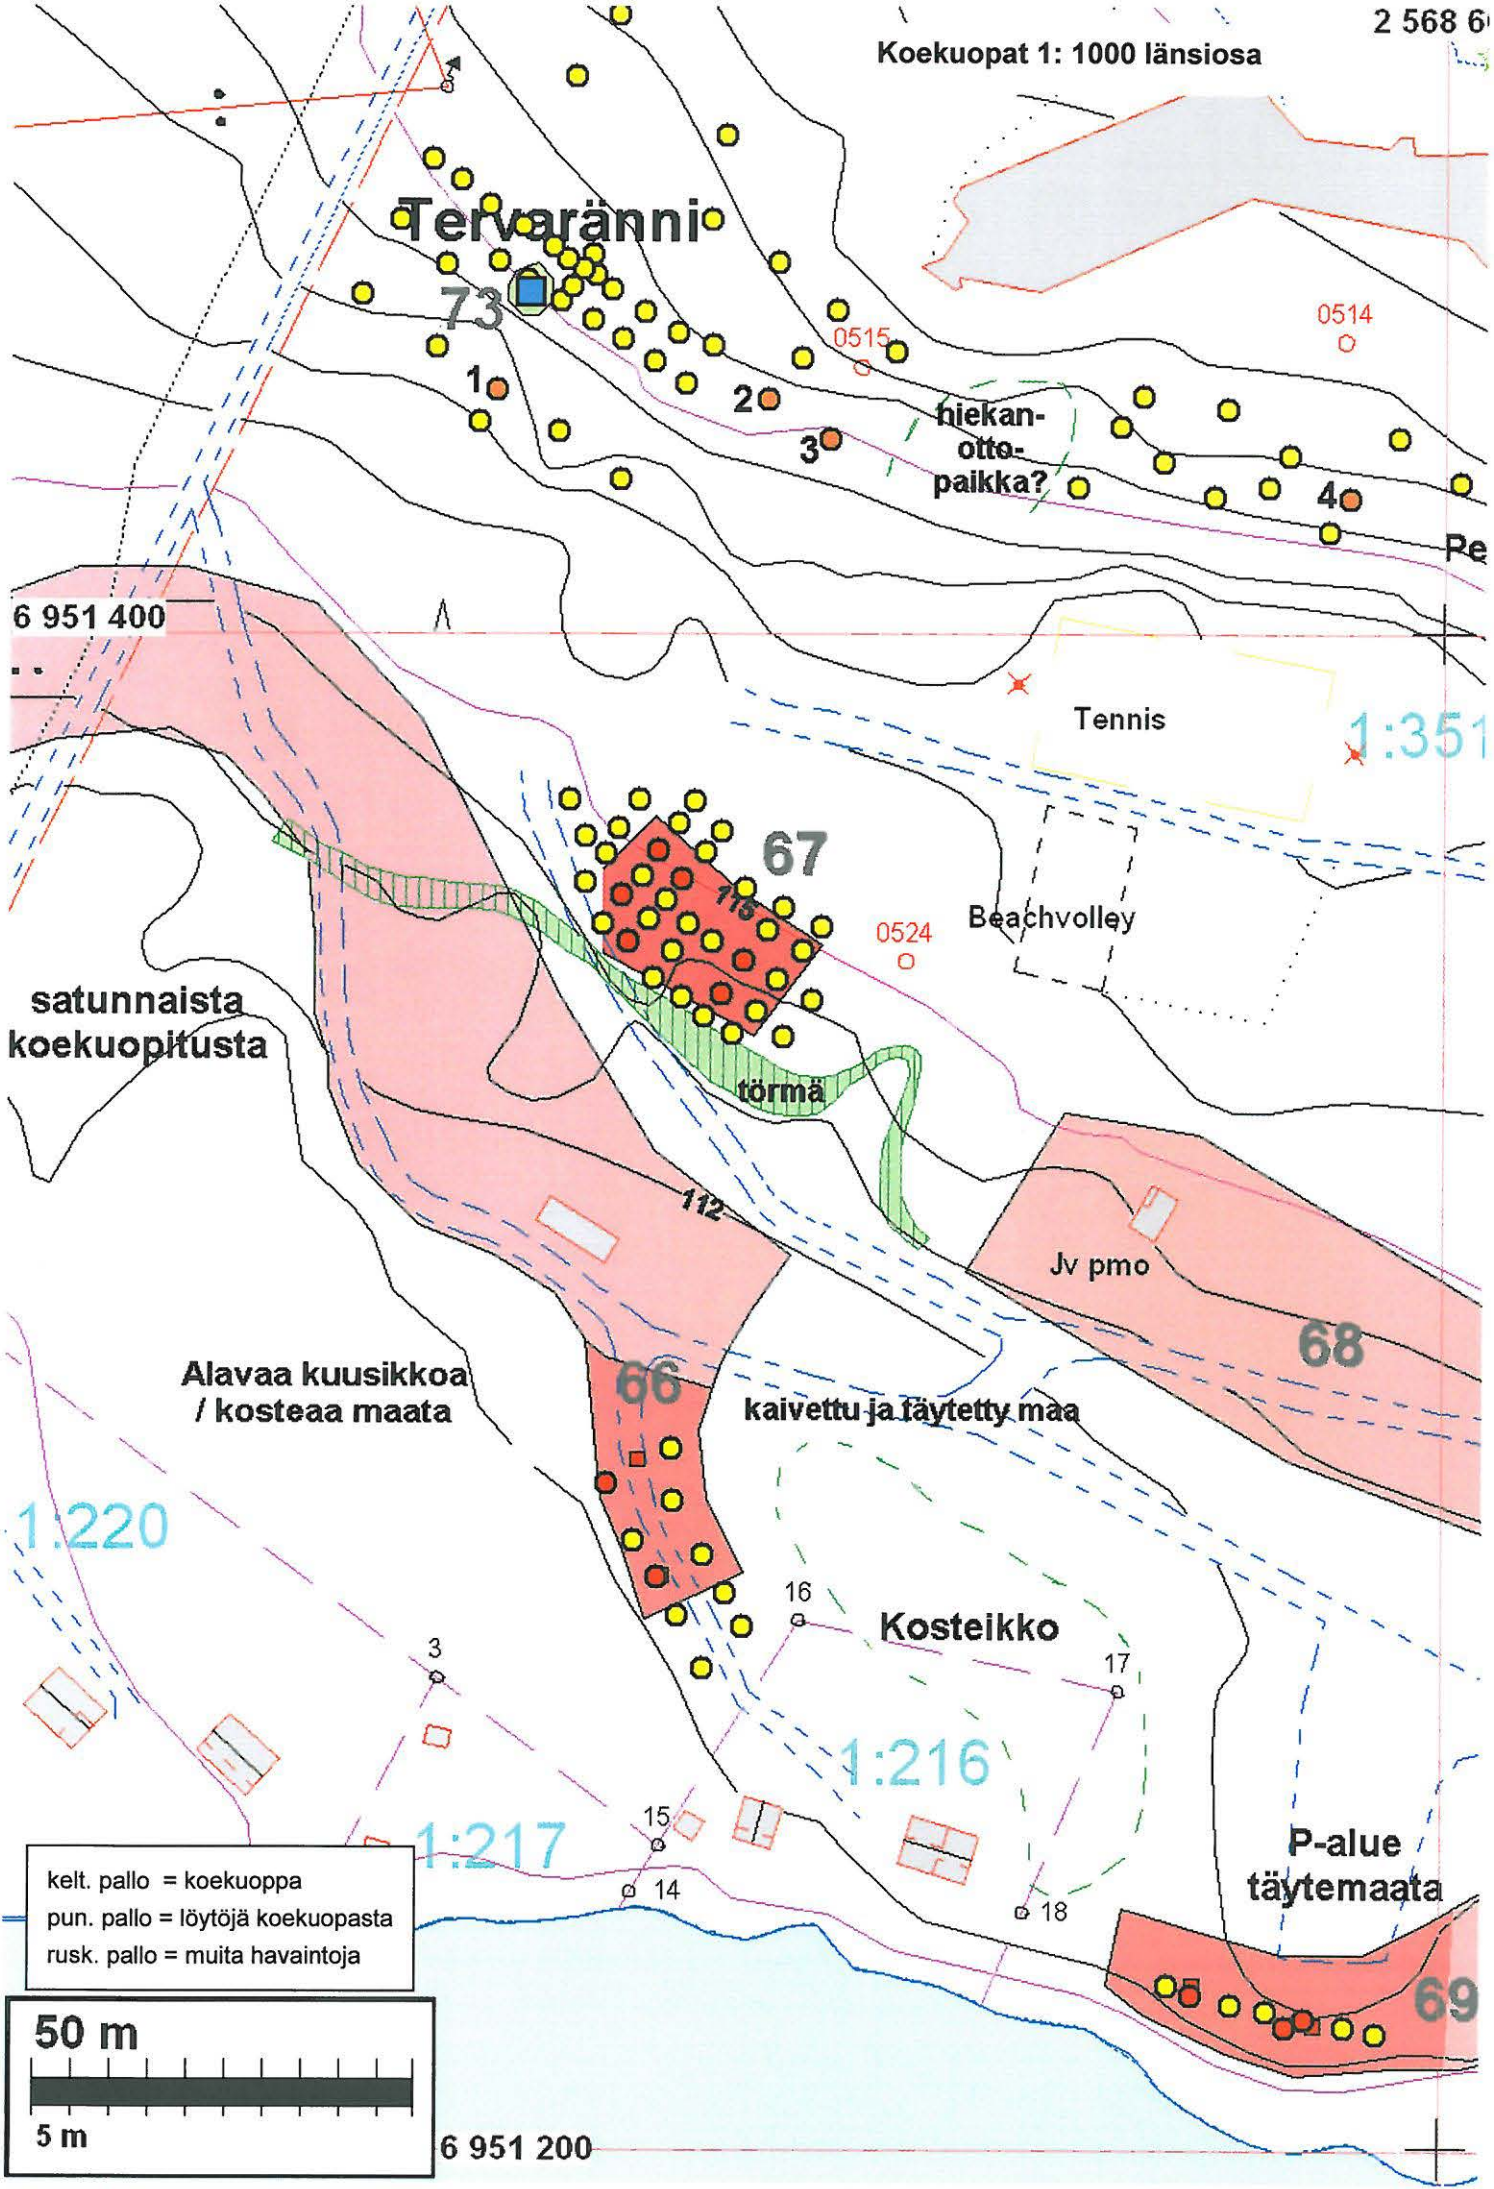 2 568 6
Koekuopat 1: 1000 länsiosa
Tervaränni
73
0515
0514
1
2
3
hiekan-
otto-
paikka?
4
Pe
6 951 400
Tennis
1:351
67
115
Beachvolley
0524
satunnaista
koekuopitusta
törmä
112
Jv pmo
68
Alavaa kuusikkoa
/ kosteaa maata
66
kaivettu ja täytetty maa
1:220
16
Kosteikko
3
17
1:216
15
1:217
14
18
P-alue
täytemaata
kelt. pallo = koekuoppa
pun. pallo = löytöjä koekuopasta
rusk. pallo = muita havaintoja
69
50 m
5 m
6 951 200